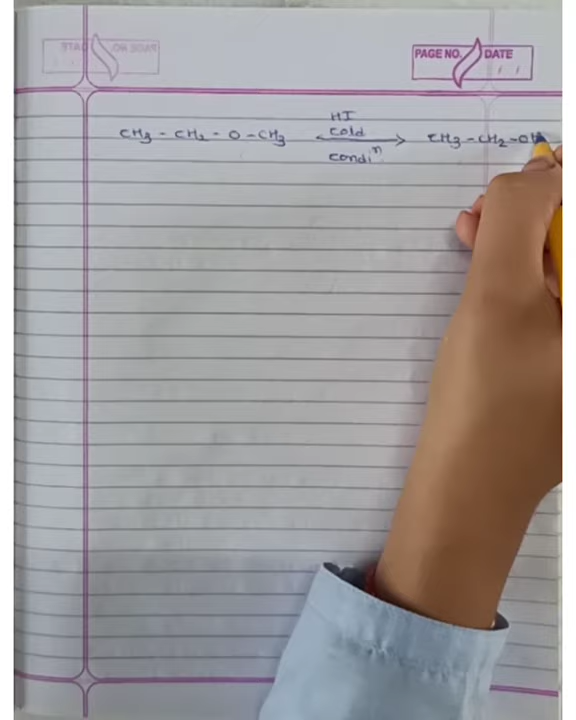 PAGE NO. DATE
HI
CH3 - CH2 - O - CH3 cold CH3 - CH2 - OH
condiⁿ